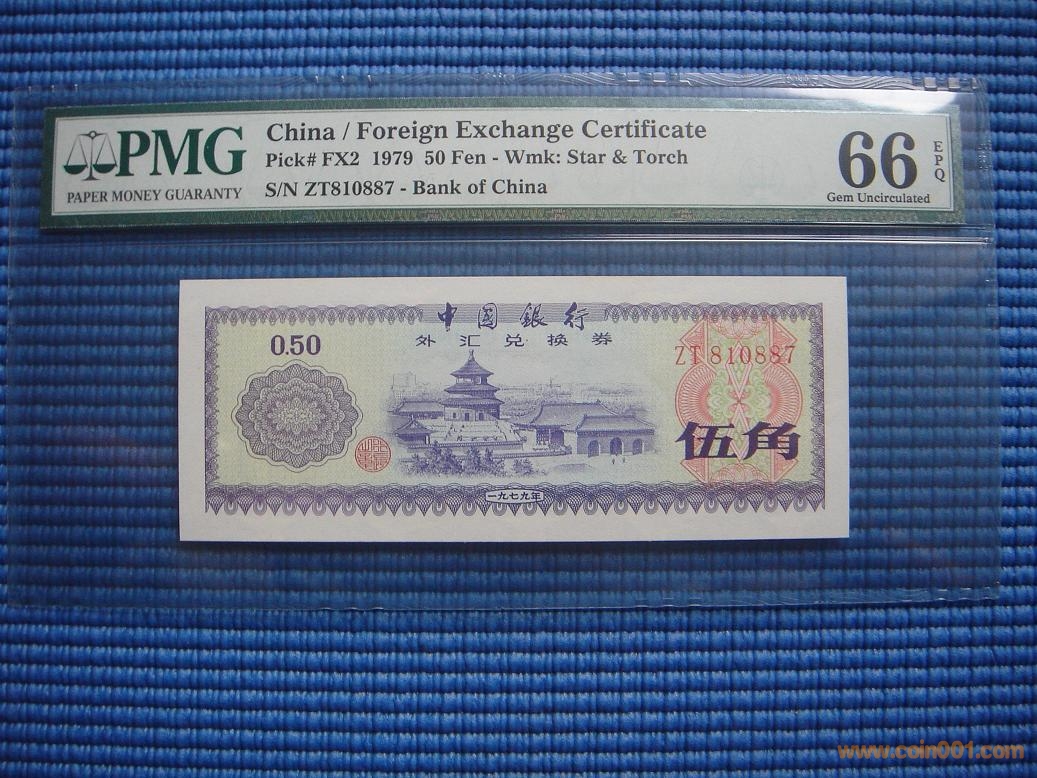 PMG
PAPER MONEY GUARANTY
China / Foreign Exchange Certificate
Pick# FX2 1979 50 Fen - Wmk: Star & Torch
S/N ZT810887 - Bank of China
66
EPQ
Gem Uncirculated
中国銀行
外汇兑换券
0.50
ZT 810887
伍角
一九七九年
www.coin001.com